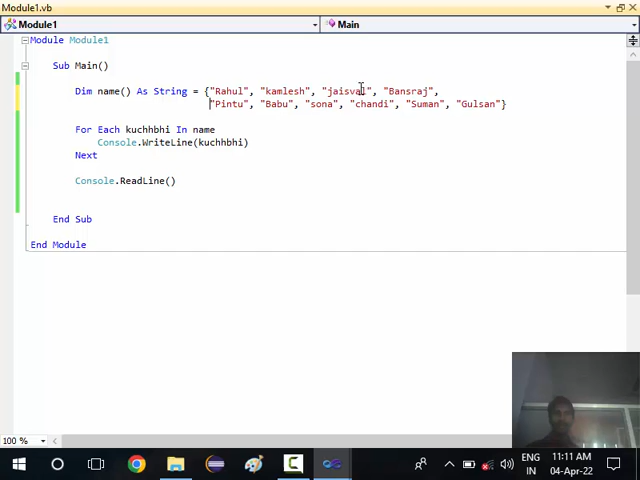 Module1.vb
Module1 Main
Module Module1
Sub Main()
Dim name() As String = {"Rahul", "kamlesh", "jaisval", "Bansraj",
"Pintu", "Babu", "sona", "chandi", "Suman", "Gulsan"}
For Each kuchhbhi In name
Console.WriteLine(kuchhbhi)
Next
Console.ReadLine()
End Sub
End Module
100 %
ENG
IN
11:11 AM
04-Apr-22